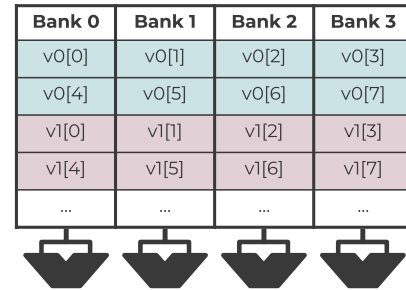 Bank 0 Bank 1 Bank 2 Bank 3
v0[0] v0[1] v0[2] v0[3]
v0[4] v0[5] v0[6] v0[7]
v1[0] v1[1] v1[2] v1[3]
v1[4] v1[5] v1[6] v1[7]
... ... ... ...